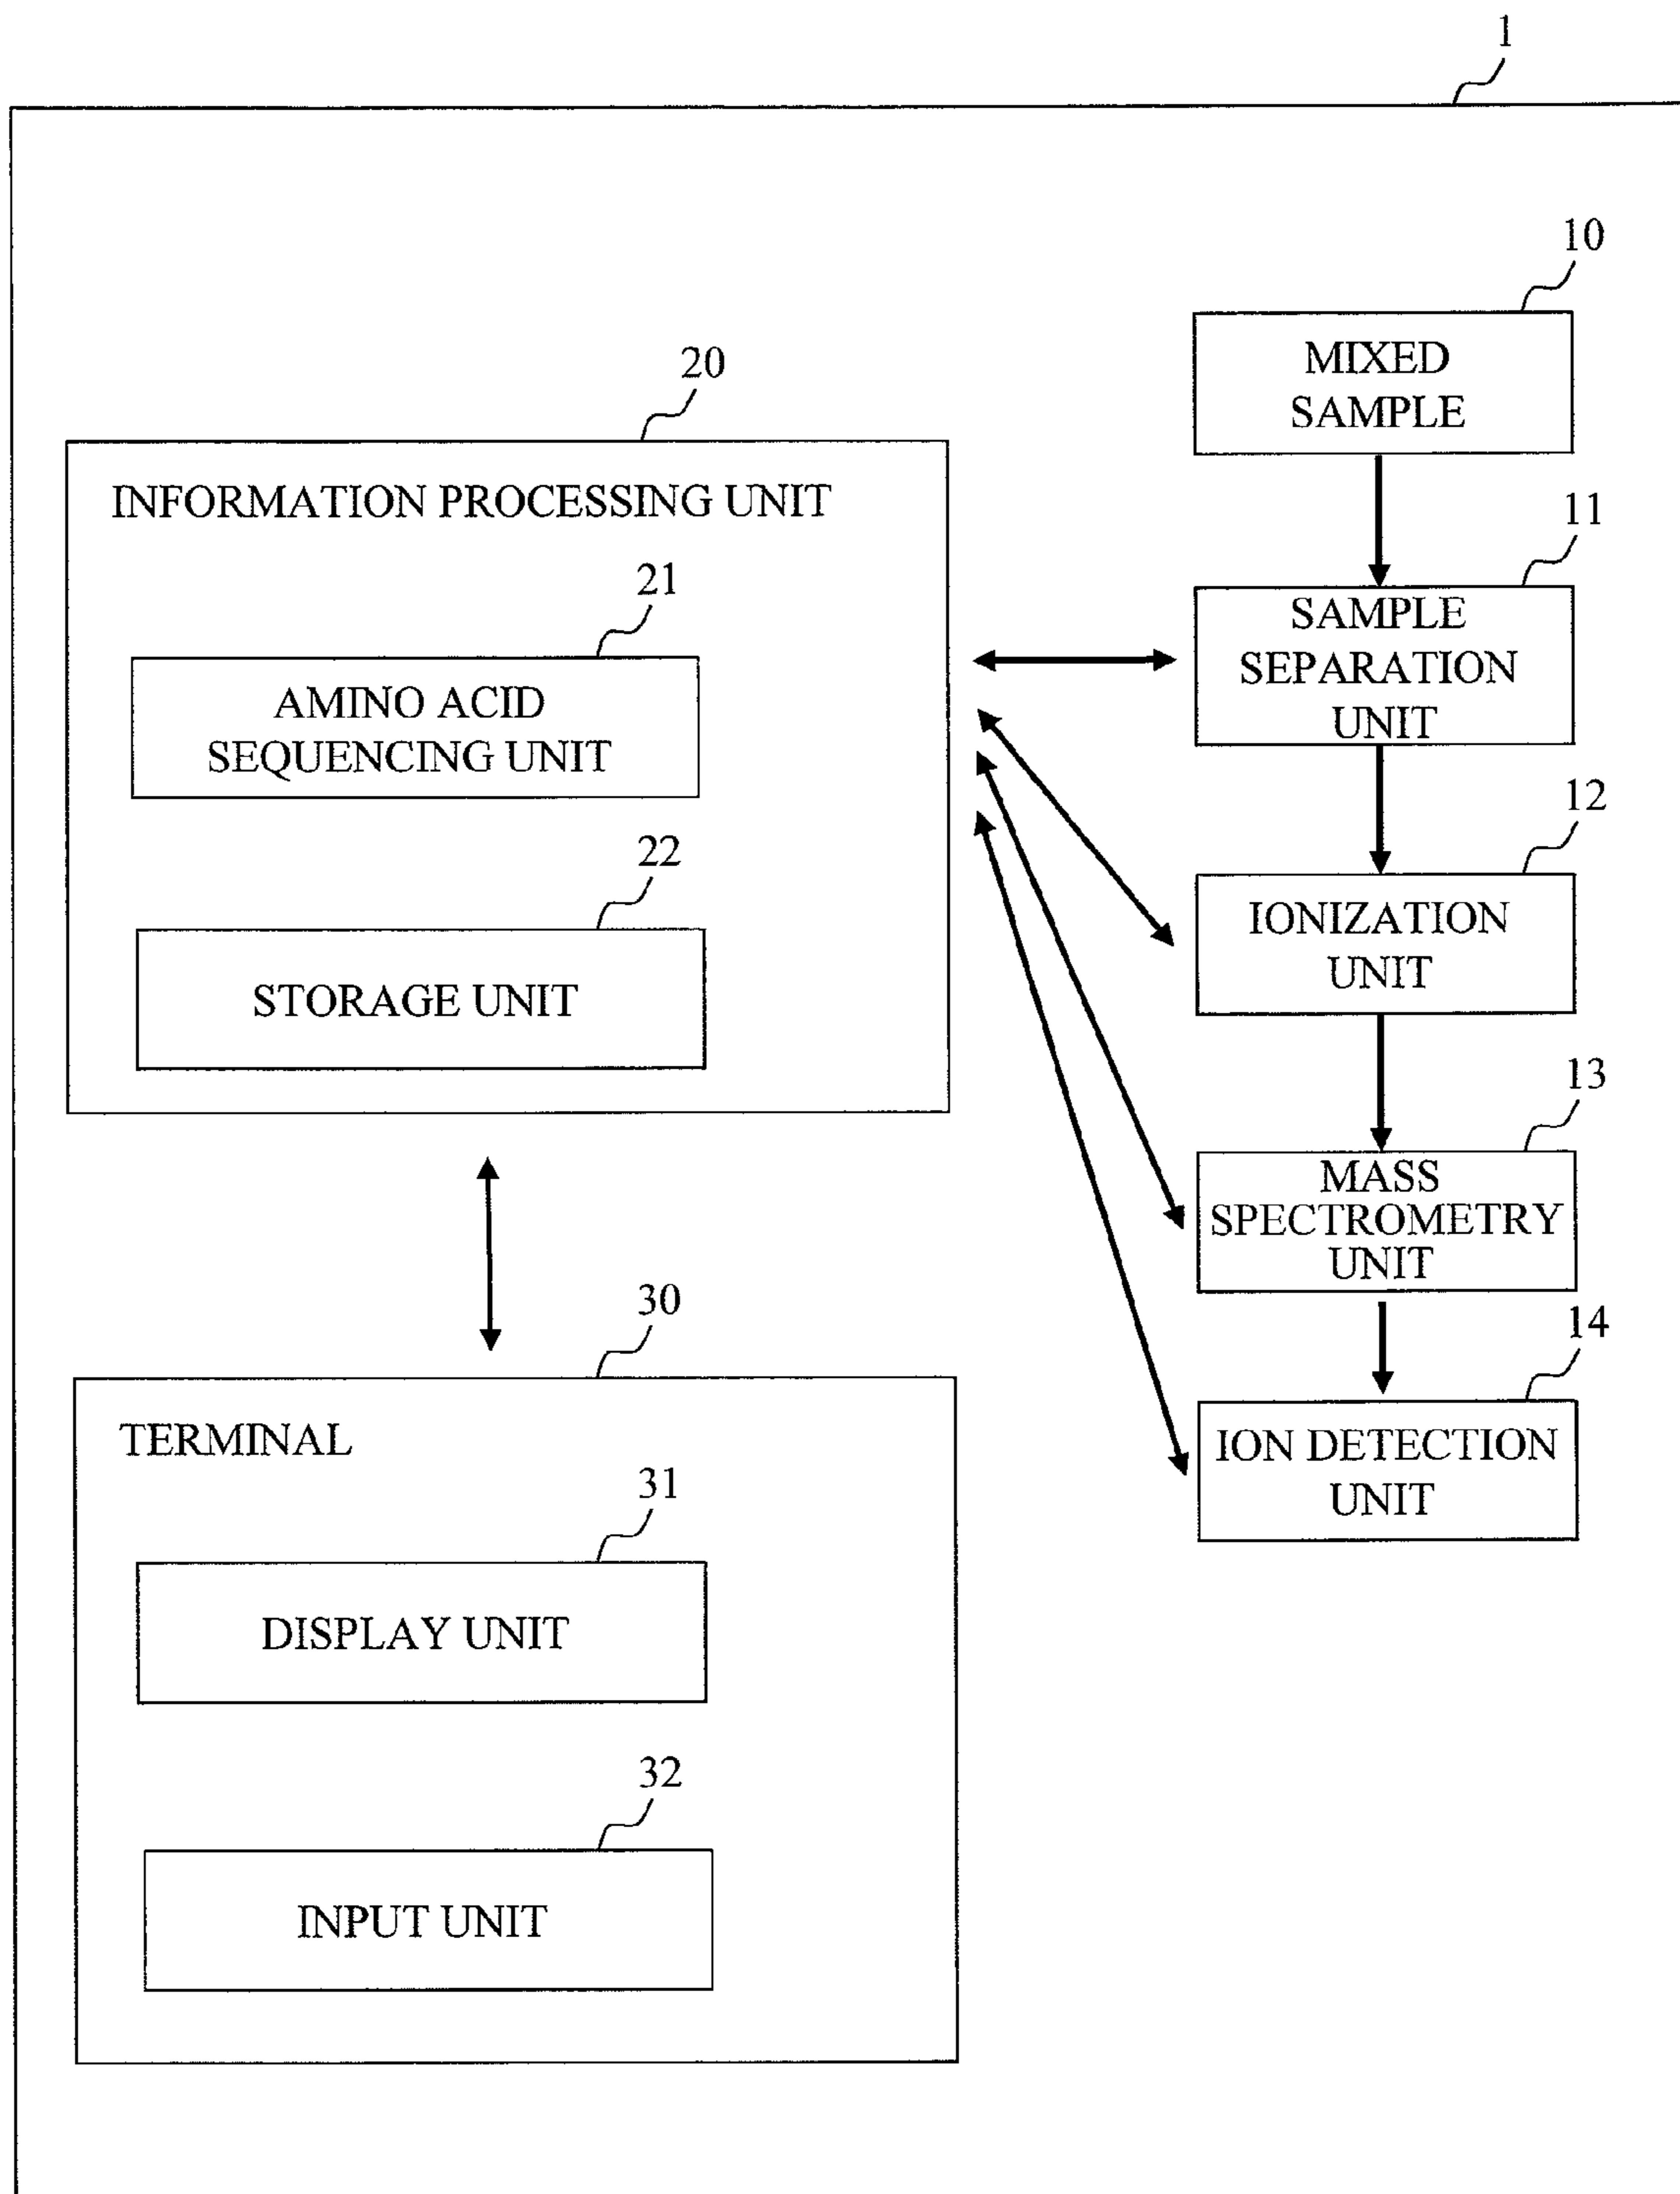 1
10
MIXED
SAMPLE
20
INFORMATION PROCESSING UNIT
11
SAMPLE
SEPARATION
UNIT
21
AMINO ACID
SEQUENCING UNIT
12
IONIZATION
UNIT
22
STORAGE UNIT
13
MASS
SPECTROMETRY
UNIT
30
TERMINAL
14
ION DETECTION
UNIT
31
DISPLAY UNIT
32
INPUT UNIT